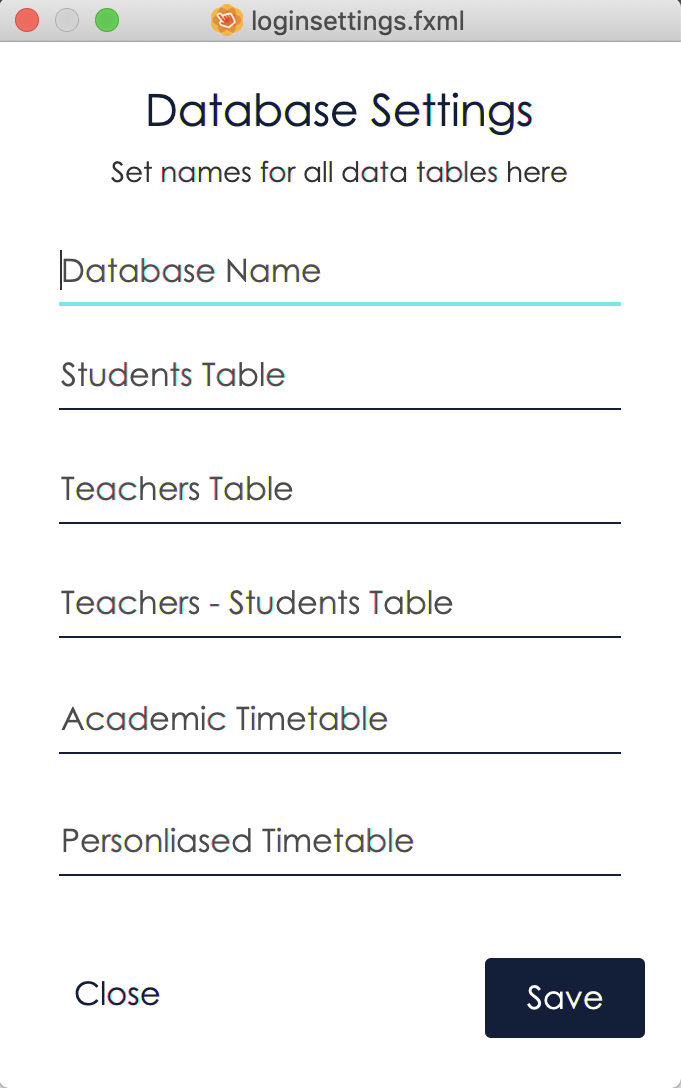 loginsettings.fxml
Database Settings
Set names for all data tables here
Database Name
Students Table
Teachers Table
Teachers - Students Table
Academic Timetable
Personliased Timetable
Close
Save